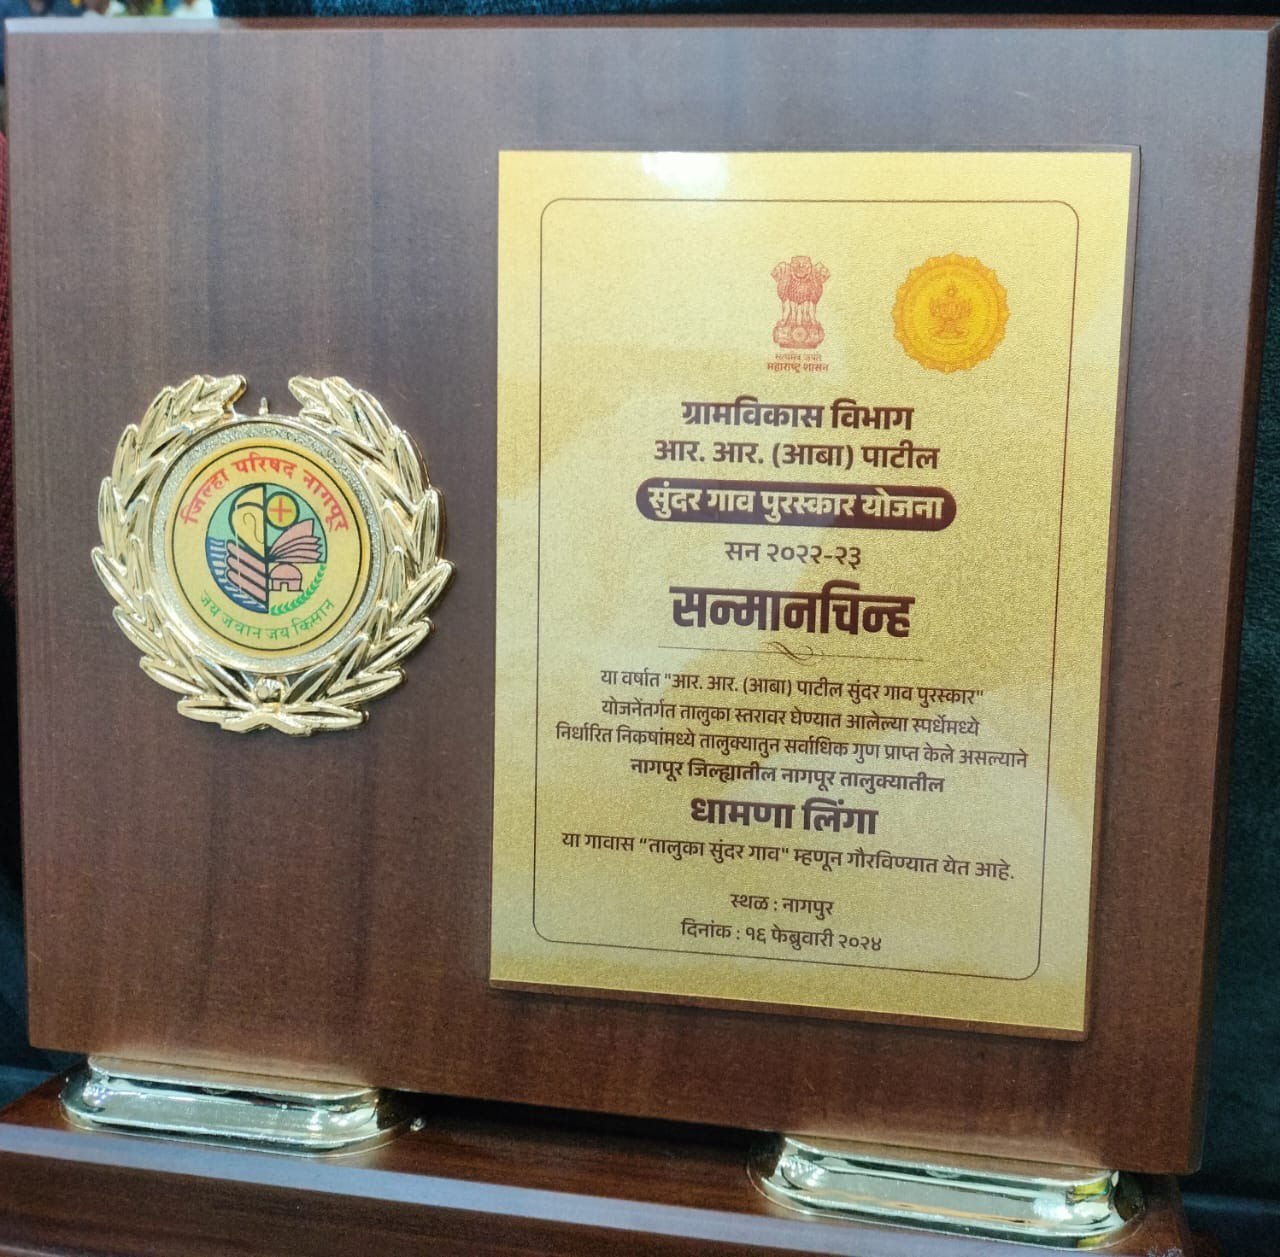 जिल्हा परिषद नागपूर
जय जवान जय किसान
सत्यमेव जयते
महाराष्ट्र शासन
ग्रामविकास विभाग
आर. आर. (आबा) पाटील
सुंदर गाव पुरस्कार योजना
सन २०२२-२३
सन्मानचिन्ह
या वर्षात "आर. आर. (आबा) पाटील सुंदर गाव पुरस्कार"
योजनेंतर्गत तालुका स्तरावर घेण्यात आलेल्या स्पर्धेमध्ये
निर्धारित निकषांमध्ये तालुक्यातुन सर्वाधिक गुण प्राप्त केले असल्याने
नागपूर जिल्ह्यातील नागपूर तालुक्यातील
धामणा लिंगा
या गावास "तालुका सुंदर गाव" म्हणून गौरविण्यात येत आहे.
स्थळ : नागपुर
दिनांक : १६ फेब्रुवारी २०२४